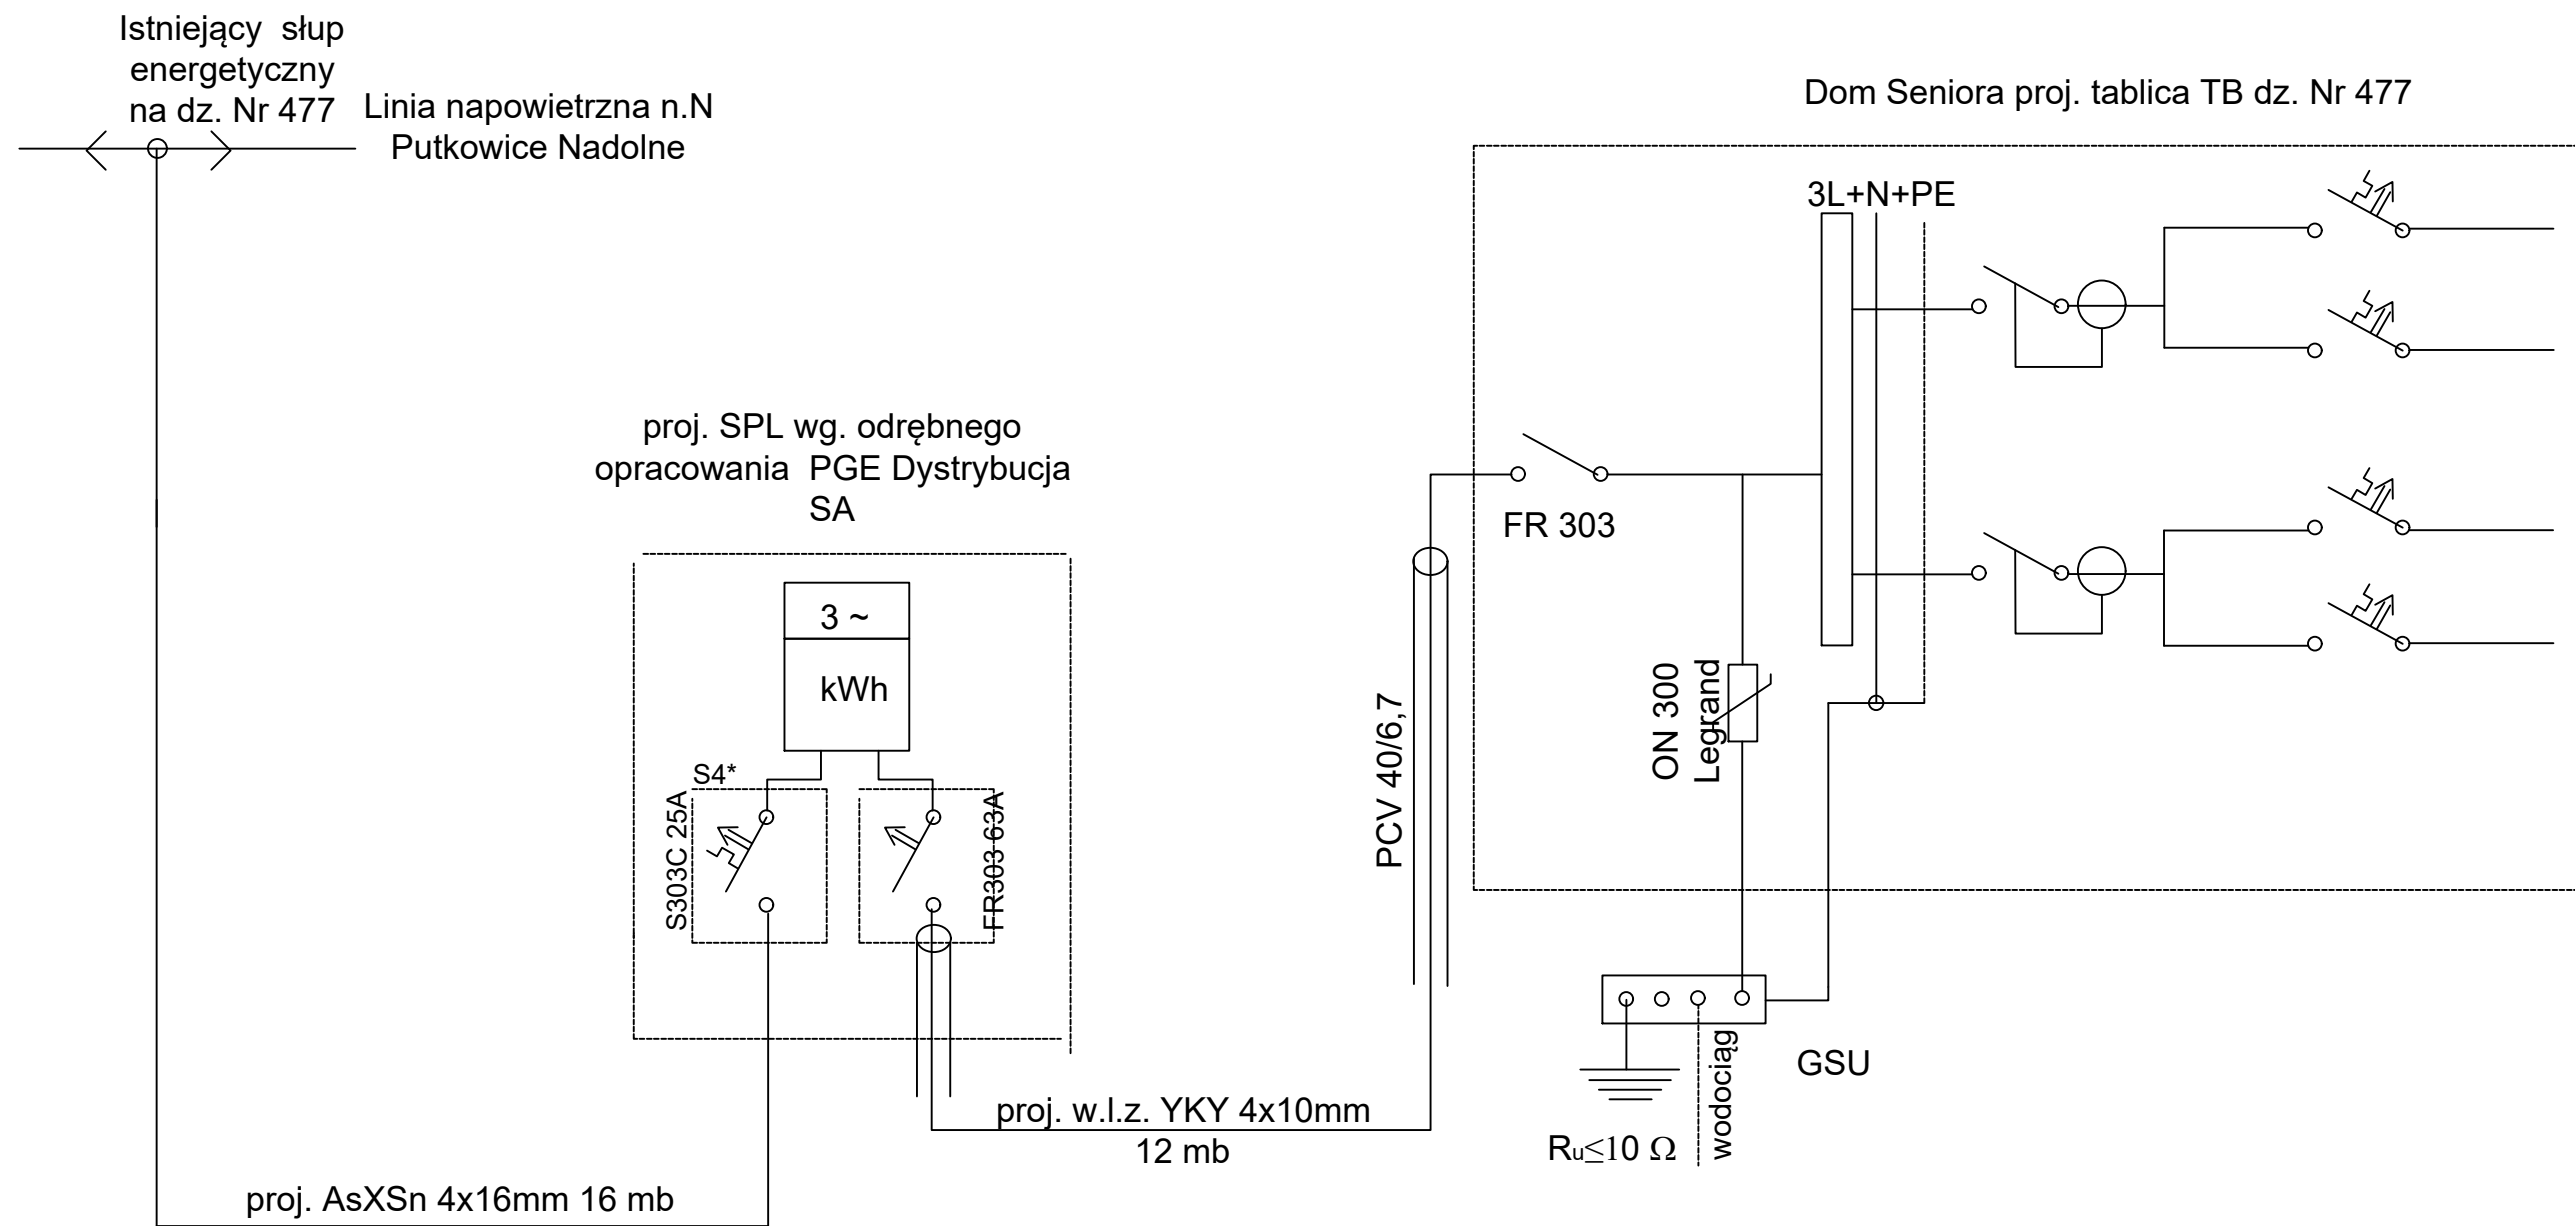 Istniejący słup
energetyczny
na dz. Nr 477
Linia napowietrzna n.N
Putkowice Nadolne
Dom Seniora proj. tablica TB dz. Nr 477
3L+N+PE
proj. SPL wg. odrębnego
opracowania PGE Dystrybucja
SA
FR 303
3 ~
kWh
ON 300
Legrand
PCV 40/6,7
S4*
S303C 25A
FR303 63A
GSU
wodociąg
proj. w.l.z. YKY 4x10mm
12 mb
Ru≤10 Ω
proj. AsXSn 4x16mm 16 mb